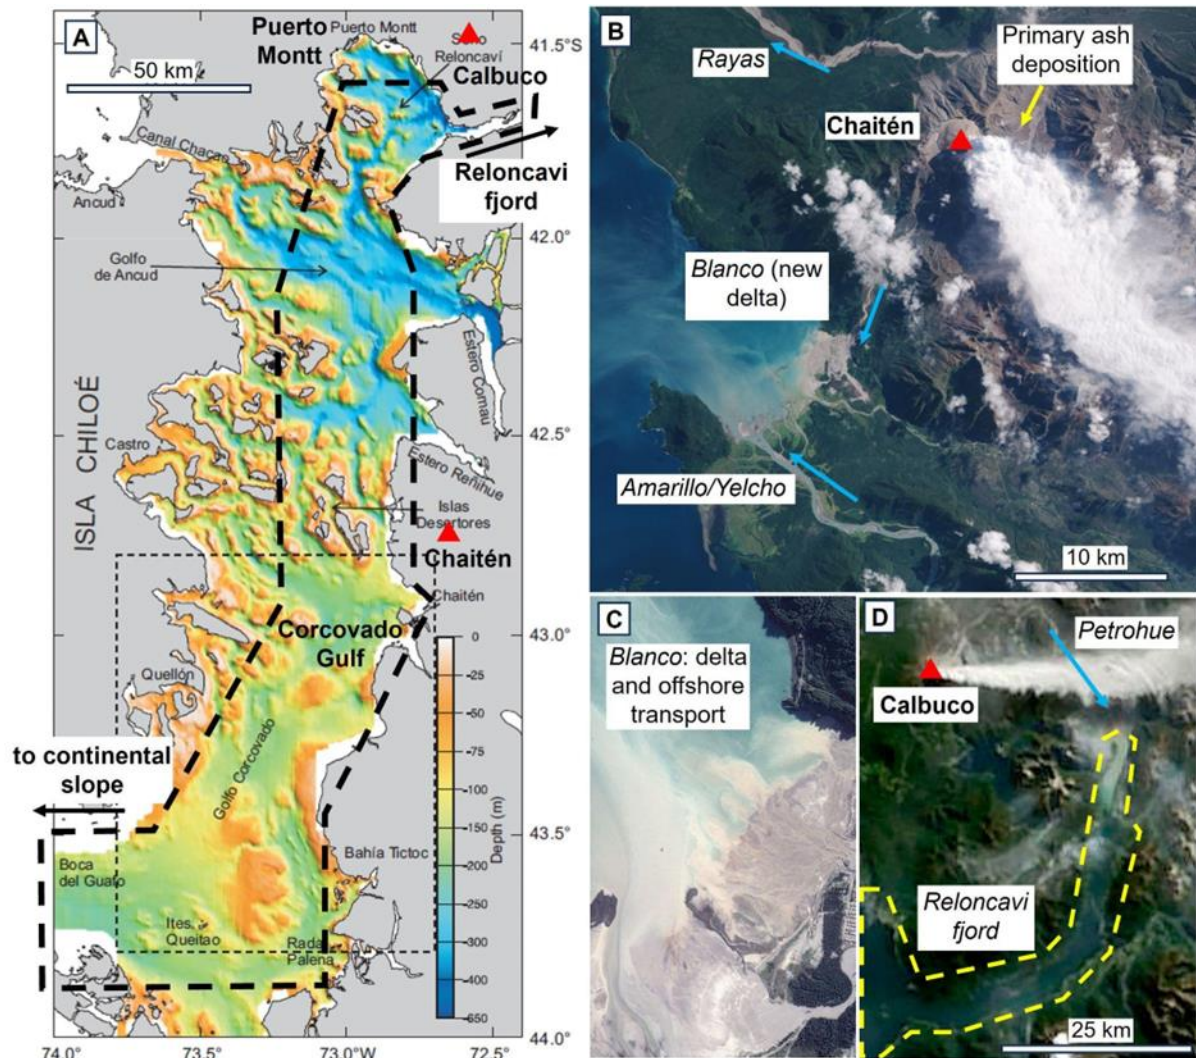 A
Puerto
Montt
Puerto Montt
Seno
Reloncaví
Calbuco
41.5°S
50 km
Canal Chacao
Reloncavi
fjord
Ancud
42.0°
Golfo
de Ancud
Estero Comau
ISLA CHILOÉ
42.5°
Castro
Estero Reñihue
Islas
Desertores
Chaitén
Chaitén
43.0°
Corcovado
Gulf
Quellón
to continental
slope
Golfo Corcovado
0
-25
-50
-75
-100
-150
-200
-250
-300
-350
-450
-650
Depth (m)
43.5°
Boca
del Guafo
Bahía Tictoc
Ites.
Queitao
Rada
Palena
44.0°
74.0°
73.5°
73.0°W
72.5°
B
Rayas
Primary ash
deposition
Chaitén
Blanco (new
delta)
Amarillo/Yelcho
10 km
C
Blanco: delta
and offshore
transport
D
Petrohue
Calbuco
Reloncavi
fjord
25 km